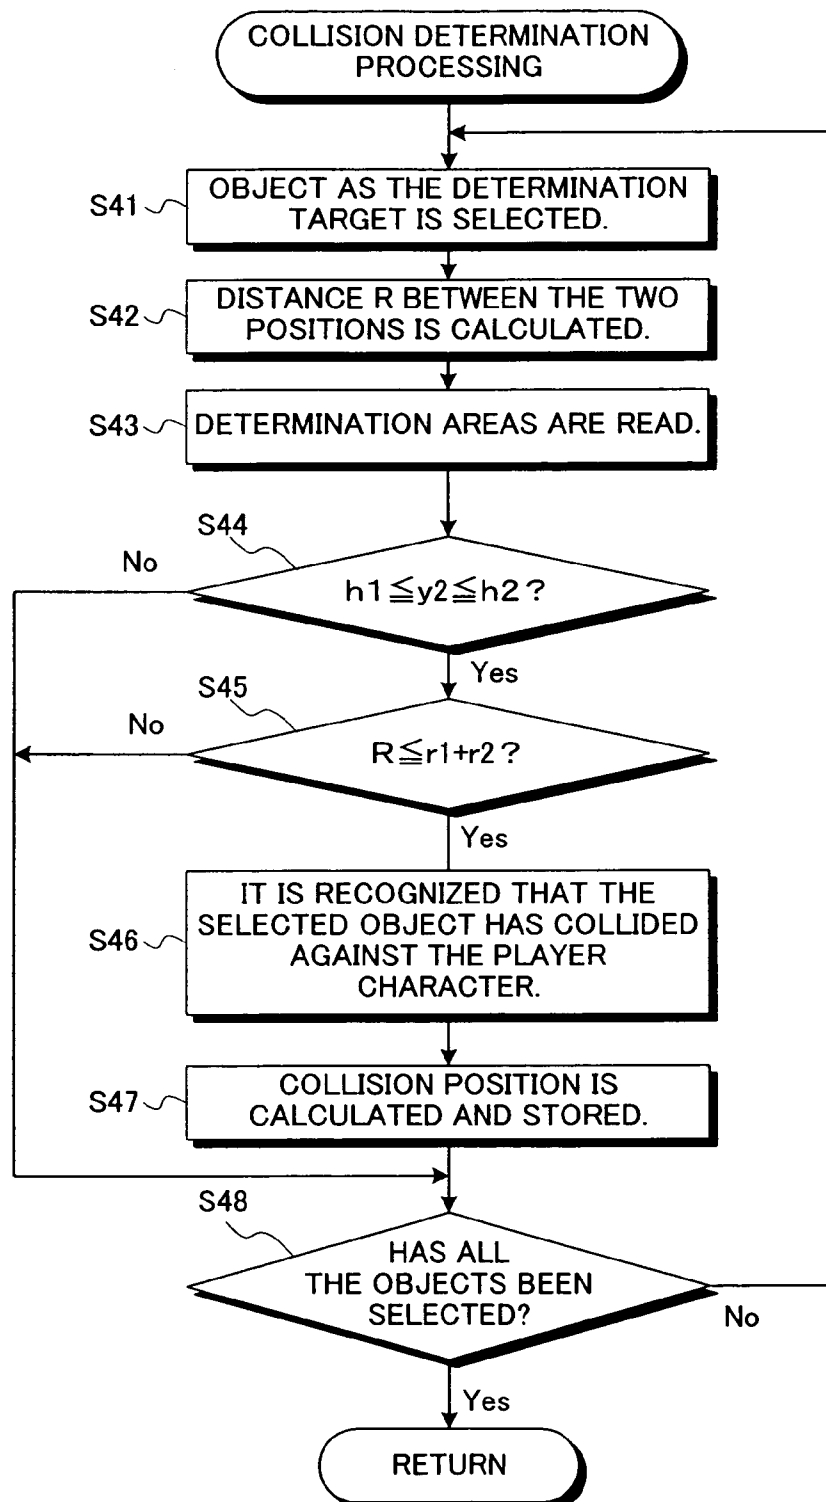 COLLISION DETERMINATION
PROCESSING
S41
OBJECT AS THE DETERMINATION
TARGET IS SELECTED.
S42
DISTANCE R BETWEEN THE TWO
POSITIONS IS CALCULATED.
S43
DETERMINATION AREAS ARE READ.
S44
No
h1≦y2≦h2?
Yes
S45
No
R≦r1+r2?
Yes
S46
IT IS RECOGNIZED THAT THE
SELECTED OBJECT HAS COLLIDED
AGAINST THE PLAYER
CHARACTER.
S47
COLLISION POSITION IS
CALCULATED AND STORED.
S48
HAS ALL
THE OBJECTS BEEN
SELECTED?
No
Yes
RETURN